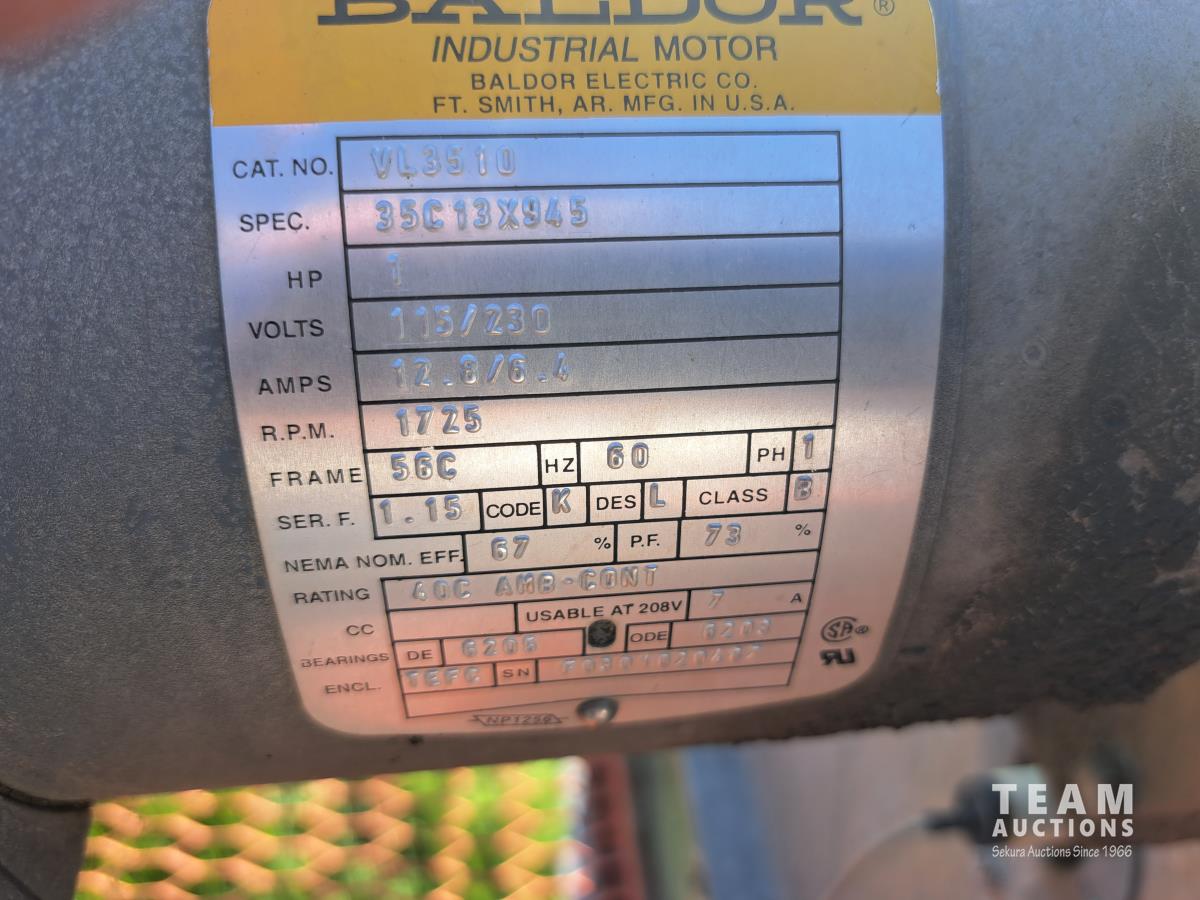 BALDOR®
INDUSTRIAL MOTOR
BALDOR ELECTRIC CO.
FT. SMITH, AR. MFG. IN U.S.A.
CAT. NO. VL3510
SPEC. 35C13X945
HP 1
VOLTS 115/230
AMPS 12.8/6.4
R.P.M. 1725
FRAME 56C HZ 60 PH 1
SER. F. 1.15 CODE K DES L CLASS B
NEMA NOM. EFF. 67 % P.F. 73 %
RATING 40C AMB-CONT
CC USABLE AT 208V 7 A
BEARINGS DE 6205 ODE 6203
ENCL. TEFC SN
NP1256
SA®
TEAM
AUCTIONS
Sekura Auctions Since 1966